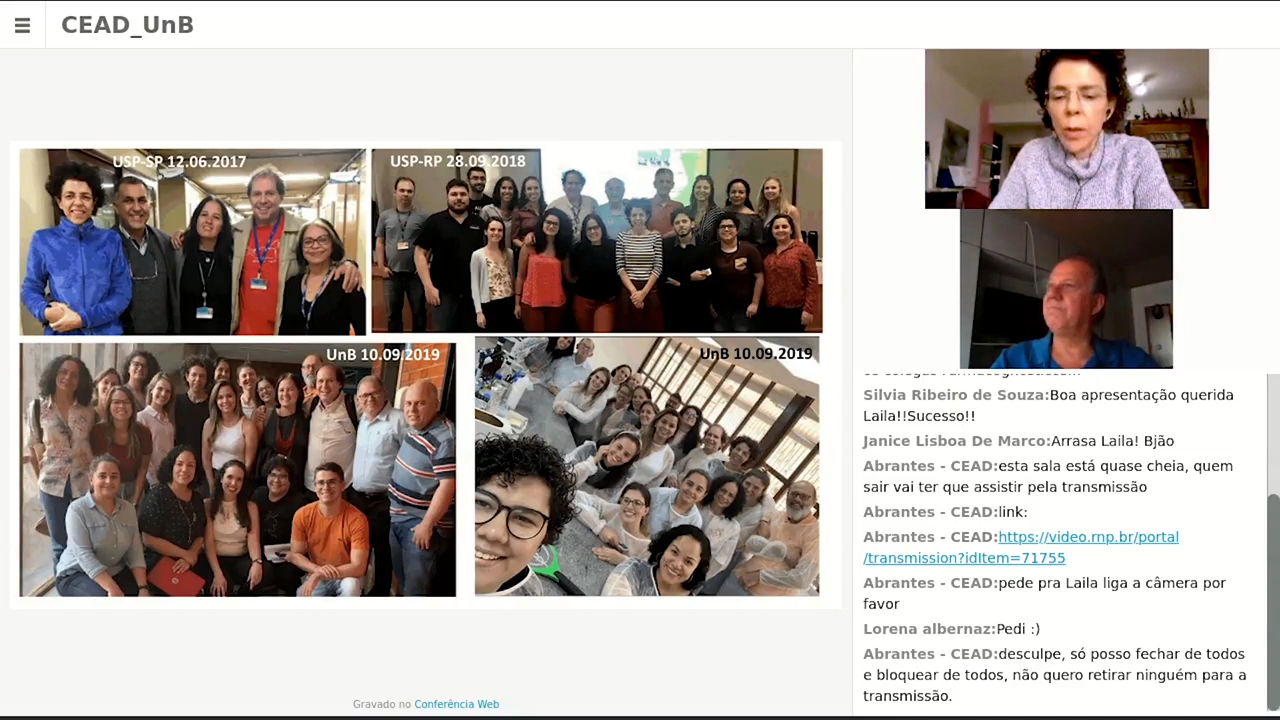 CEAD_UnB
USP-SP 12.06.2017
USP-RP 28.09.2018
UnB 10.09.2019
UnB 10.09.2019
Gravado no Conferência Web
Silvia Ribeiro de Souza:Boa apresentação querida
Laila!!Sucesso!!
Janice Lisboa De Marco:Arrasa Laila! Bjão
Abrantes - CEAD:esta sala está quase cheia, quem
sair vai ter que assistir pela transmissão
Abrantes - CEAD:link:
Abrantes - CEAD:https://video.rnp.br/portal
/transmission?idItem=71755
Abrantes - CEAD:pede pra Laila liga a câmera por
favor
Lorena albernaz:Pedi :)
Abrantes - CEAD:desculpe, só posso fechar de todos
e bloquear de todos, não quero retirar ninguém para a
transmissão.